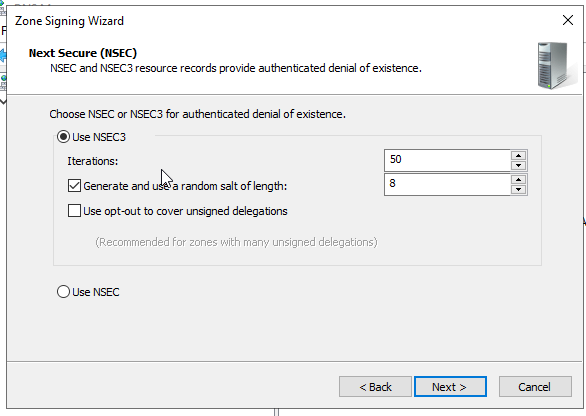 Zone Signing Wizard
Next Secure (NSEC)
NSEC and NSEC3 resource records provide authenticated denial of existence.
Choose NSEC or NSEC3 for authenticated denial of existence.
Use NSEC3
Iterations:
50
Generate and use a random salt of length:
8
Use opt-out to cover unsigned delegations
(Recommended for zones with many unsigned delegations)
Use NSEC
< Back
Next >
Cancel